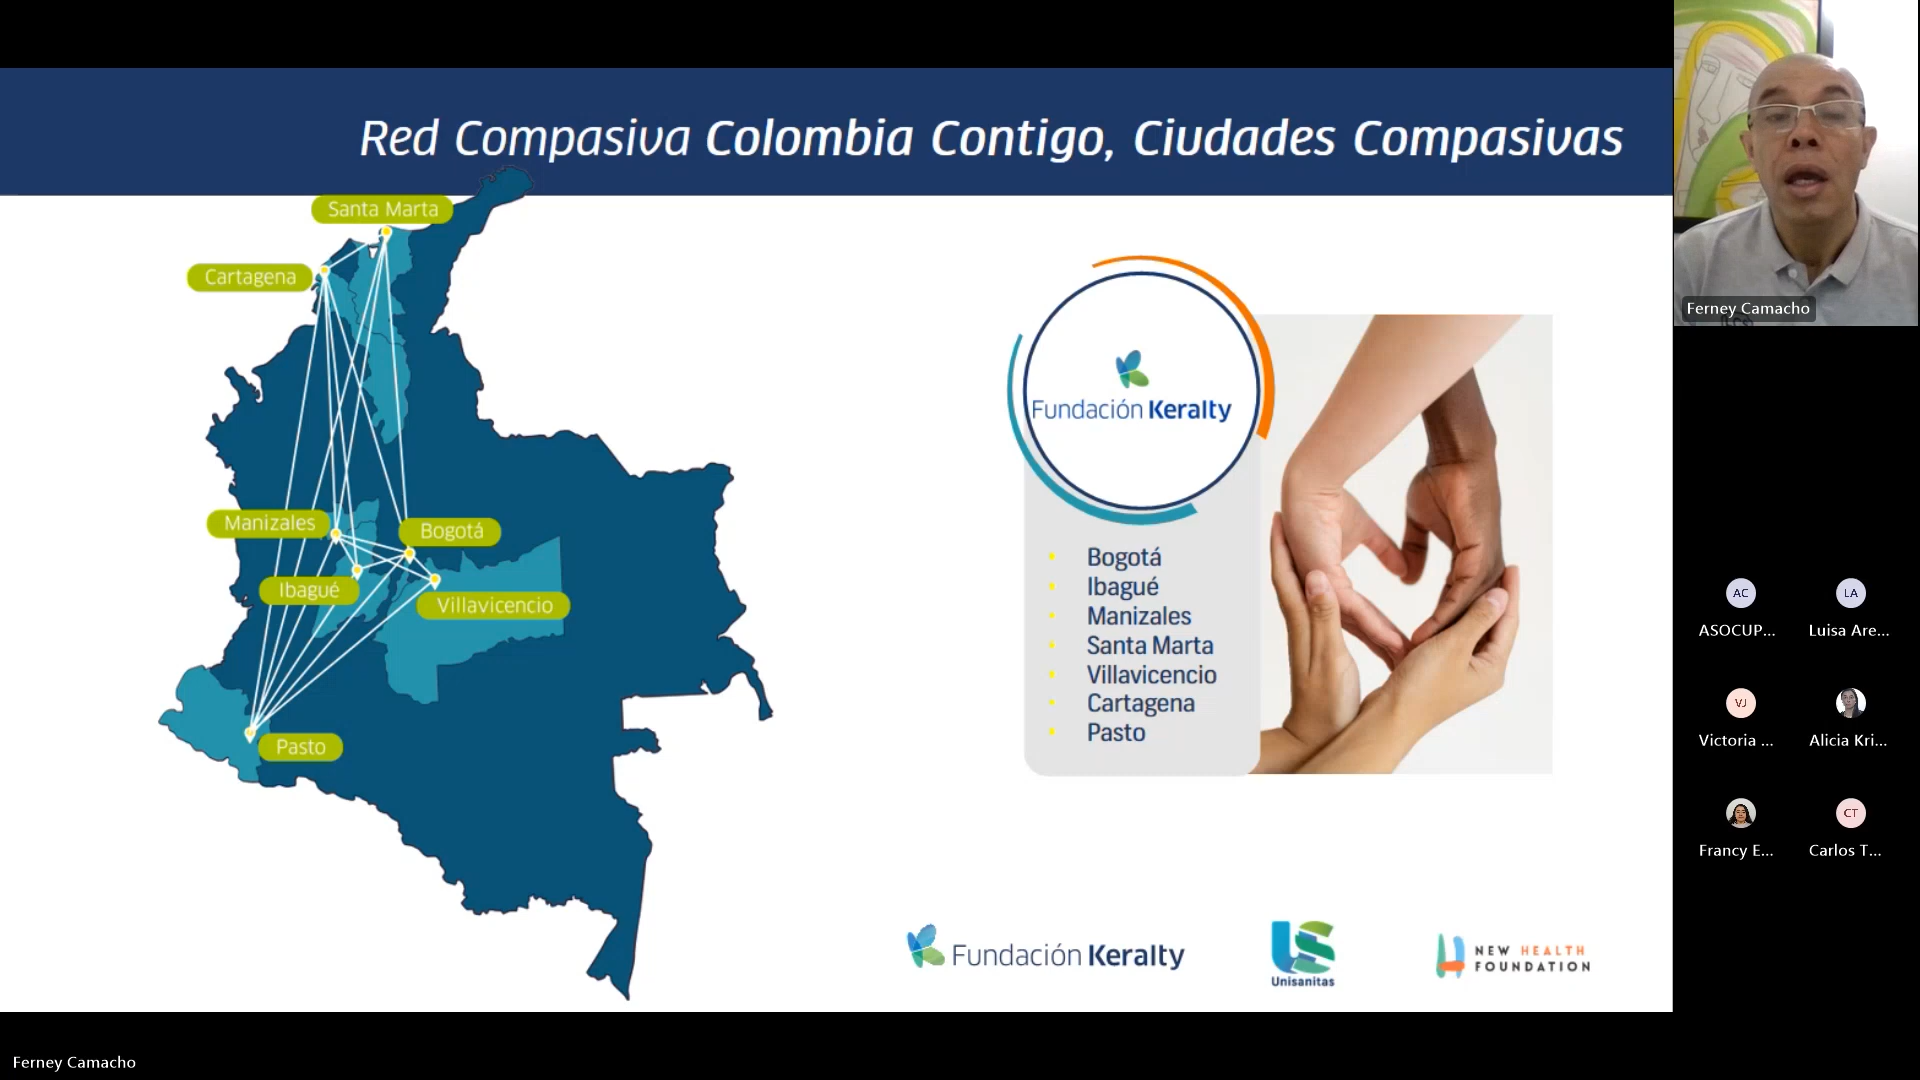 Red Compasiva Colombia Contigo, Ciudades Compasivas
Santa Marta
Cartagena
Manizales
Bogotá
Ibagué
Villavicencio
Pasto
Fundación Keralty
• Bogotá
• Ibagué
• Manizales
• Santa Marta
• Villavicencio
• Cartagena
• Pasto
Fundación Keralty
US
Unisanitas
NEW HEALTH
FOUNDATION
Ferney Camacho
AC
ASOCUP...
LA
Luisa Are...
VJ
Victoria ...
Alicia Kri...
Francy E...
CT
Carlos T...
Ferney Camacho